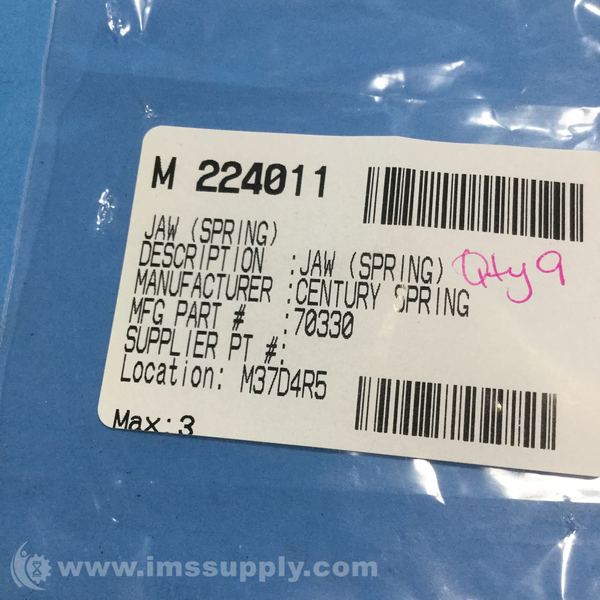 M 224011
JAW (SPRING)
DESCRIPTION :JAW (SPRING) Qty 9
MANUFACTURER :CENTURY SPRING
MFG PART # :70330
SUPPLIER PT #:
Location: M37D4R5
Max:3
www.imssupply.com